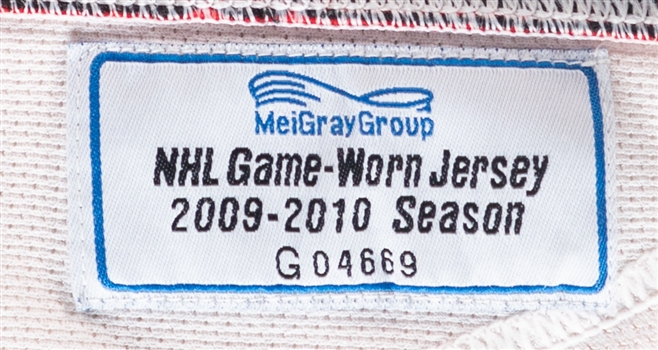 MeiGrayGroup
NHL Game-Worn Jersey
2009-2010 Season
G04669